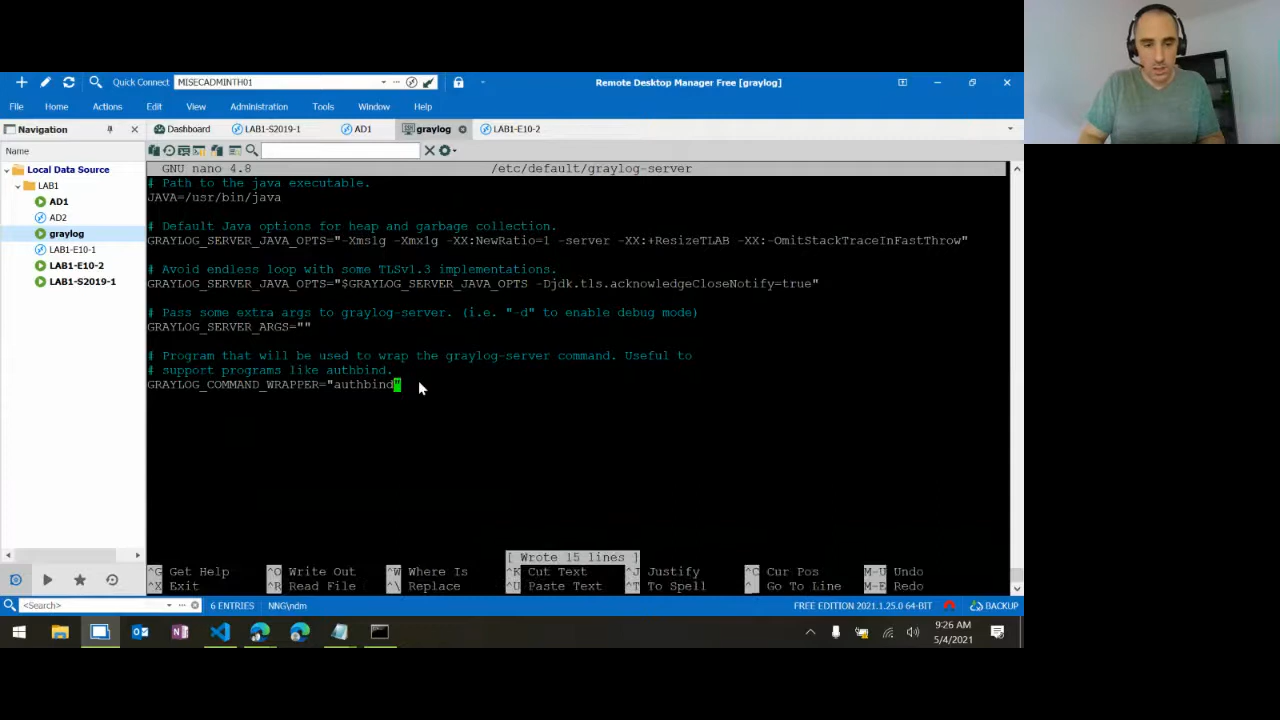 Quick Connect MISECADMINTH01 Remote Desktop Manager Free [graylog]
File Home Actions Edit View Administration Tools Window Help
Navigation Dashboard LAB1-S2019-1 AD1 graylog LAB1-E10-2
Name
Local Data Source
LAB1
AD1
AD2
graylog
LAB1-E10-1
LAB1-E10-2
LAB1-S2019-1
GNU nano 4.8 /etc/default/graylog-server
# Path to the java executable.
JAVA=/usr/bin/java
# Default Java options for heap and garbage collection.
GRAYLOG_SERVER_JAVA_OPTS="-Xms1g -Xmx1g -XX:NewRatio=1 -server -XX:+ResizeTLAB -XX:-OmitStackTraceInFastThrow"
# Avoid endless loop with some TLSv1.3 implementations.
GRAYLOG_SERVER_JAVA_OPTS="$GRAYLOG_SERVER_JAVA_OPTS -Djdk.tls.acknowledgeCloseNotify=true"
# Pass some extra args to graylog-server. (i.e. "-d" to enable debug mode)
GRAYLOG_SERVER_ARGS=""
# Program that will be used to wrap the graylog-server command. Useful to
# support programs like authbind.
GRAYLOG_COMMAND_WRAPPER="authbind"
[ Wrote 15 lines ]
^G Get Help ^O Write Out ^W Where Is ^K Cut Text ^J Justify ^C Cur Pos M-U Undo
^X Exit ^R Read File ^\ Replace ^U Paste Text ^T To Spell ^_ Go To Line M-E Redo
<Search> 6 ENTRIES NNG\ndm FREE EDITION 2021.1.25.0 64-BIT BACKUP
9:26 AM
5/4/2021